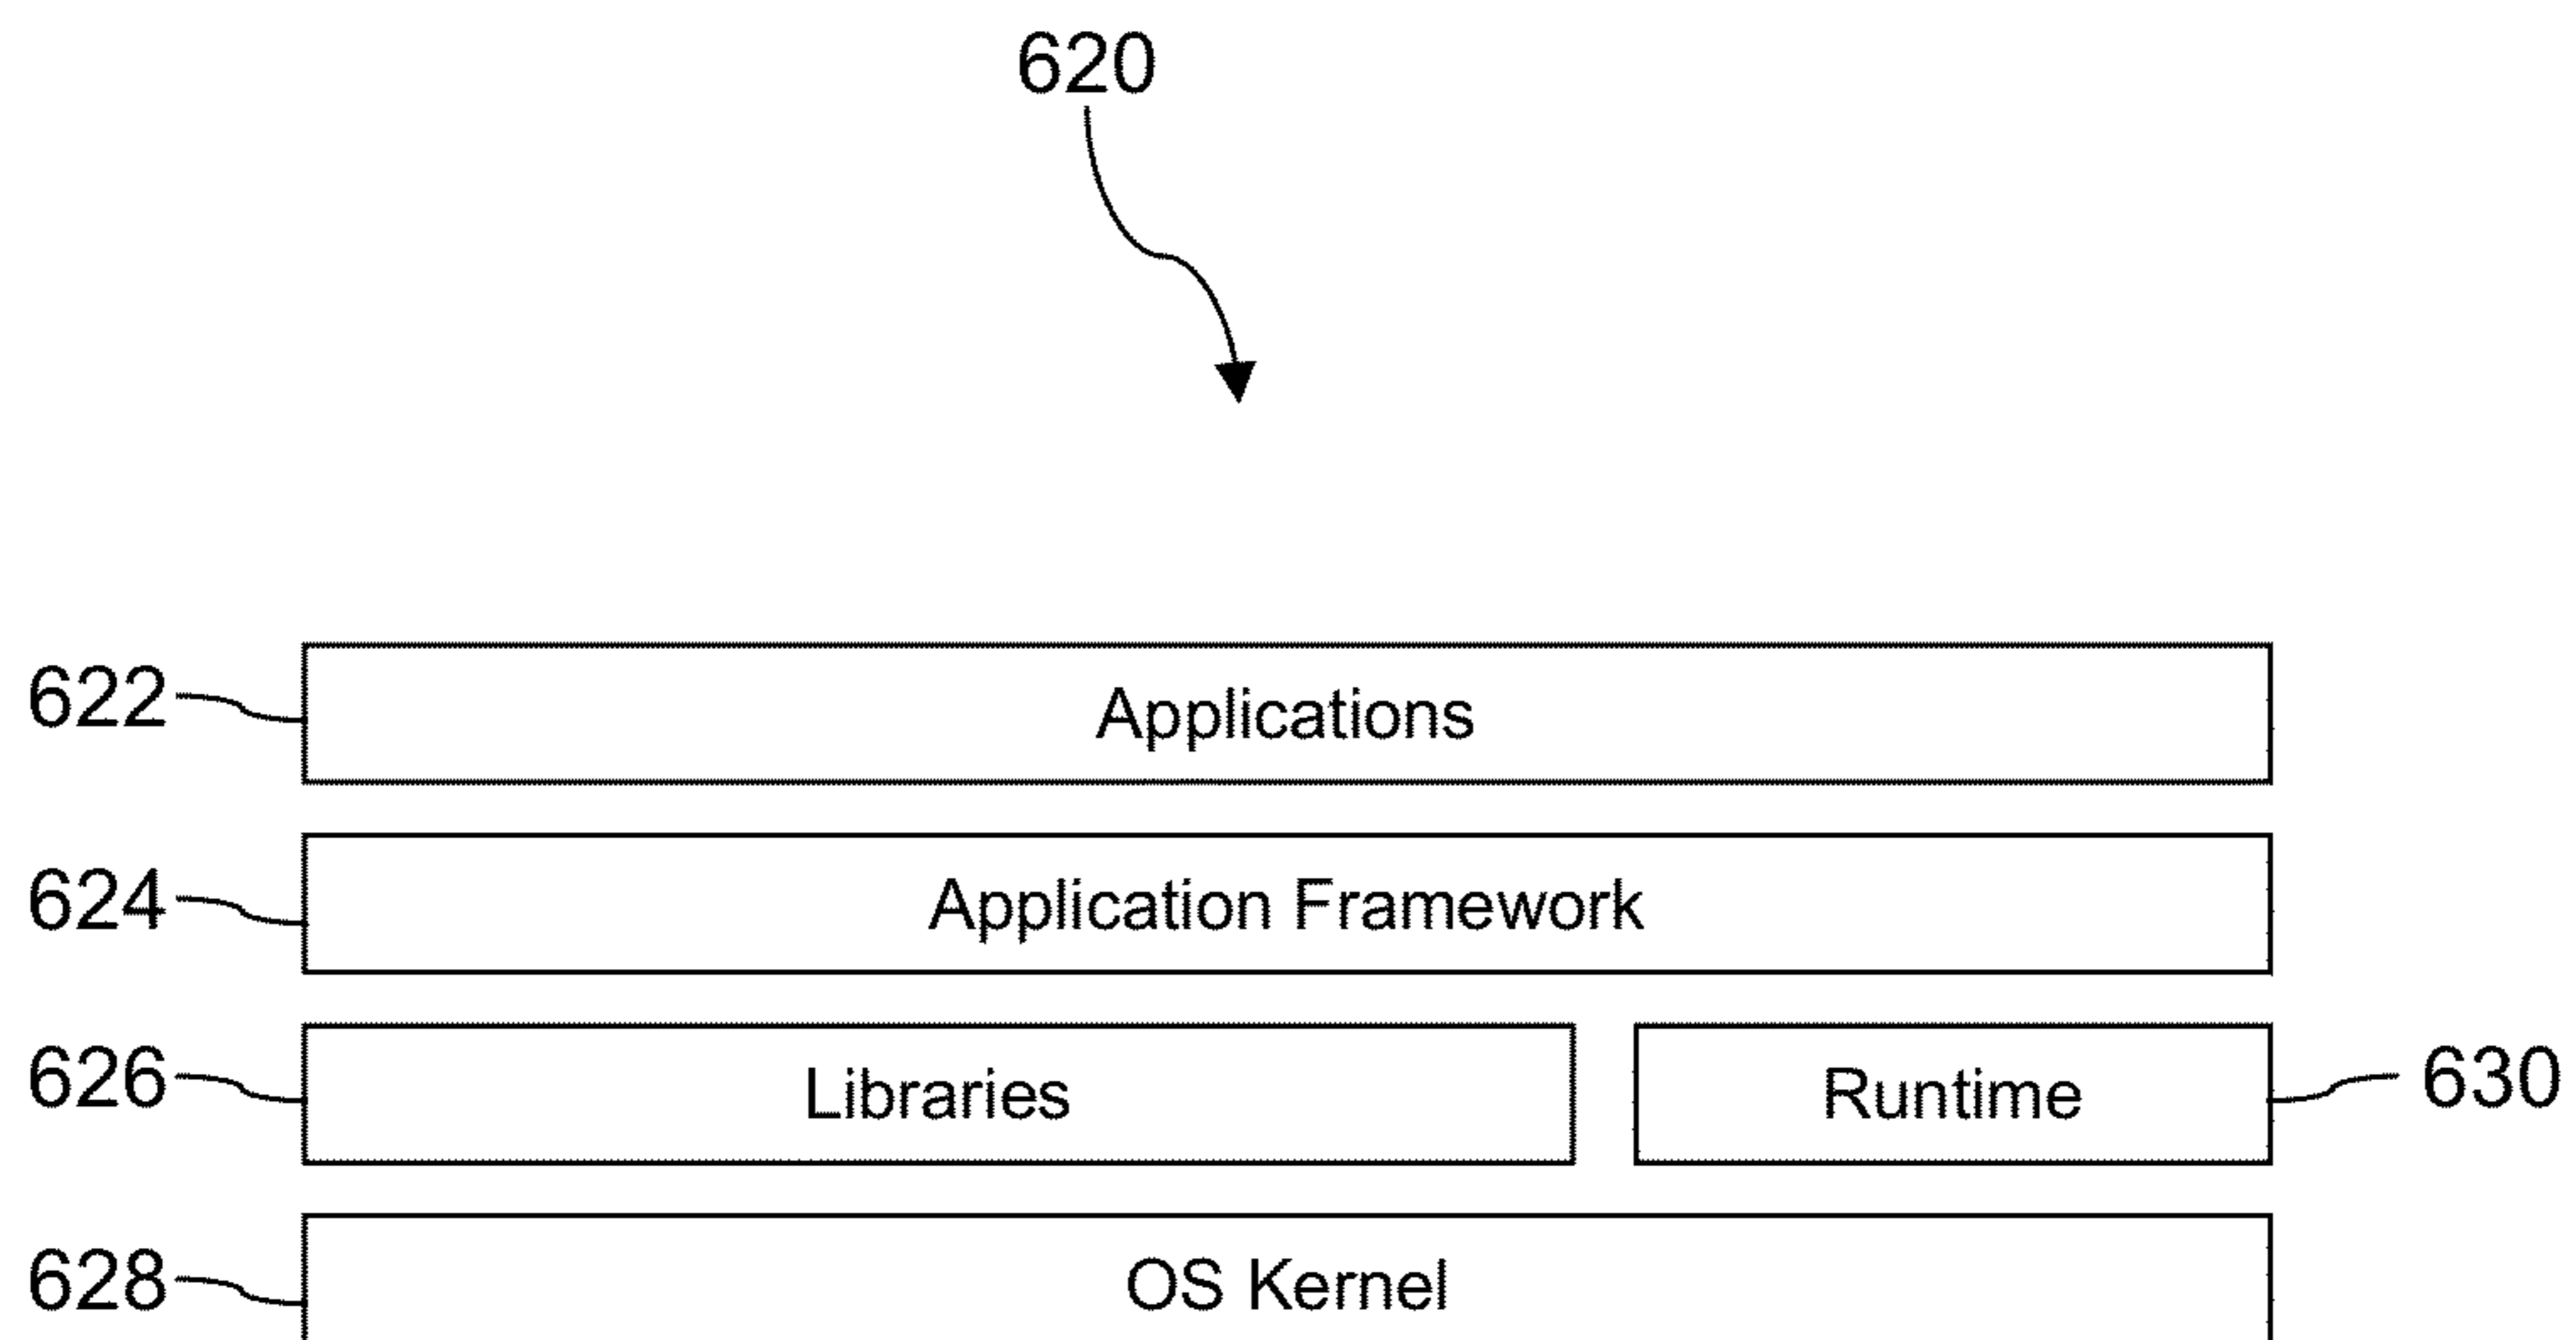 620
622
Applications
624
Application Framework
626
Libraries
Runtime
630
628
OS Kernel